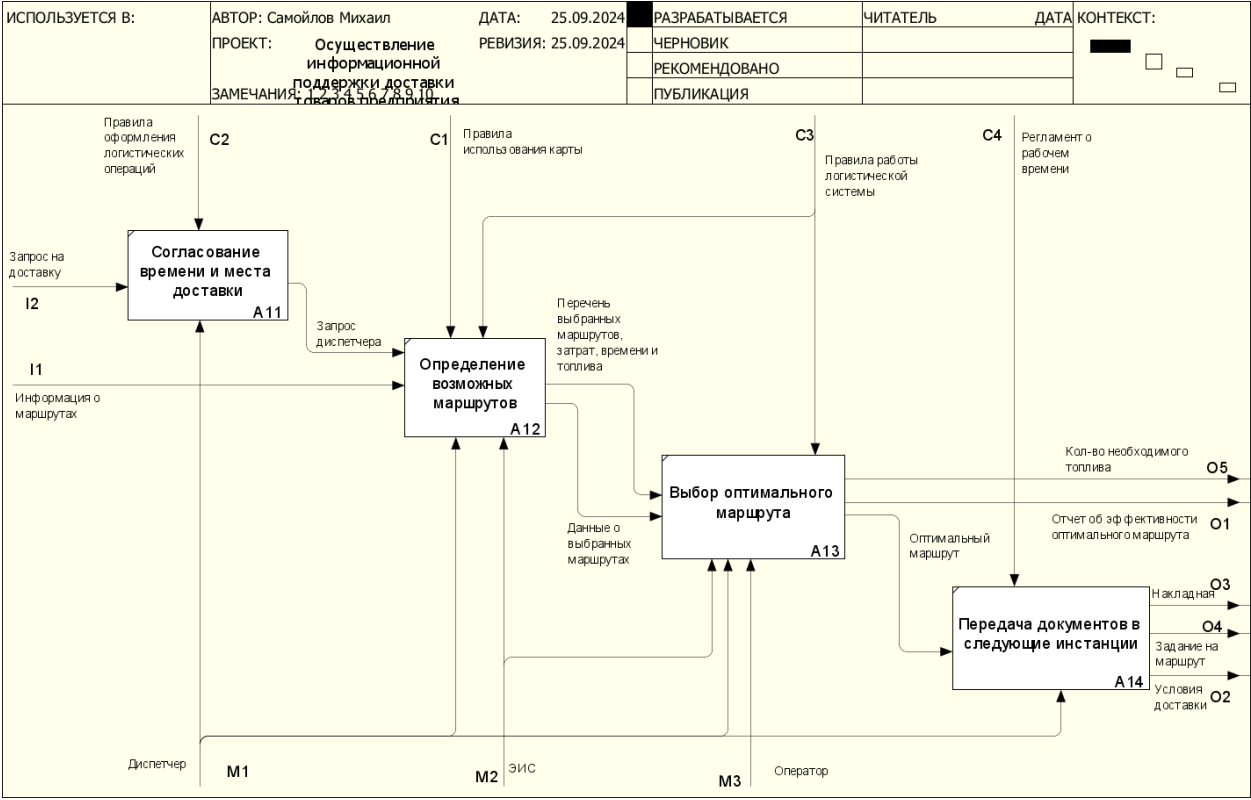 ИСПОЛЬЗУЕТСЯ В:
АВТОР: Самойлов Михаил
ДАТА: 25.09.2024
РАЗРАБАТЫВАЕТСЯ
ЧИТАТЕЛЬ
ДАТА
КОНТЕКСТ:
ПРОЕКТ:
Осуществление
информационной
поддержки доставки
товаров предприятия
РЕВИЗИЯ: 25.09.2024
ЧЕРНОВИК
РЕКОМЕНДОВАНО
ЗАМЕЧАНИЯ: 1 2 3 4 5 6 7 8 9 10
ПУБЛИКАЦИЯ
Правила
оформления
логистических
операций
C2
C1
Правила
использования карты
C3
Правила работы
логистической
системы
C4
Регламент о
рабочем
времени
Запрос на
доставку
I2
Согласование
времени и места
доставки
A11
Запрос
диспетчера
I1
Информация о
маршрутах
Определение
возможных
маршрутов
A12
Перечень
выбранных
маршрутов,
затрат, времени и
топлива
Данные о
выбранных
маршрутах
Выбор оптимального
маршрута
A13
Кол-во необходимого
топлива
O5
Отчет об эффективности
оптимального маршрута
O1
Оптимальный
маршрут
Передача документов в
следующие инстанции
A14
O3
Накладная
O4
Задание на
маршрут
Условия
доставки
O2
Диспетчер
M1
M2
ЭИС
M3
Оператор